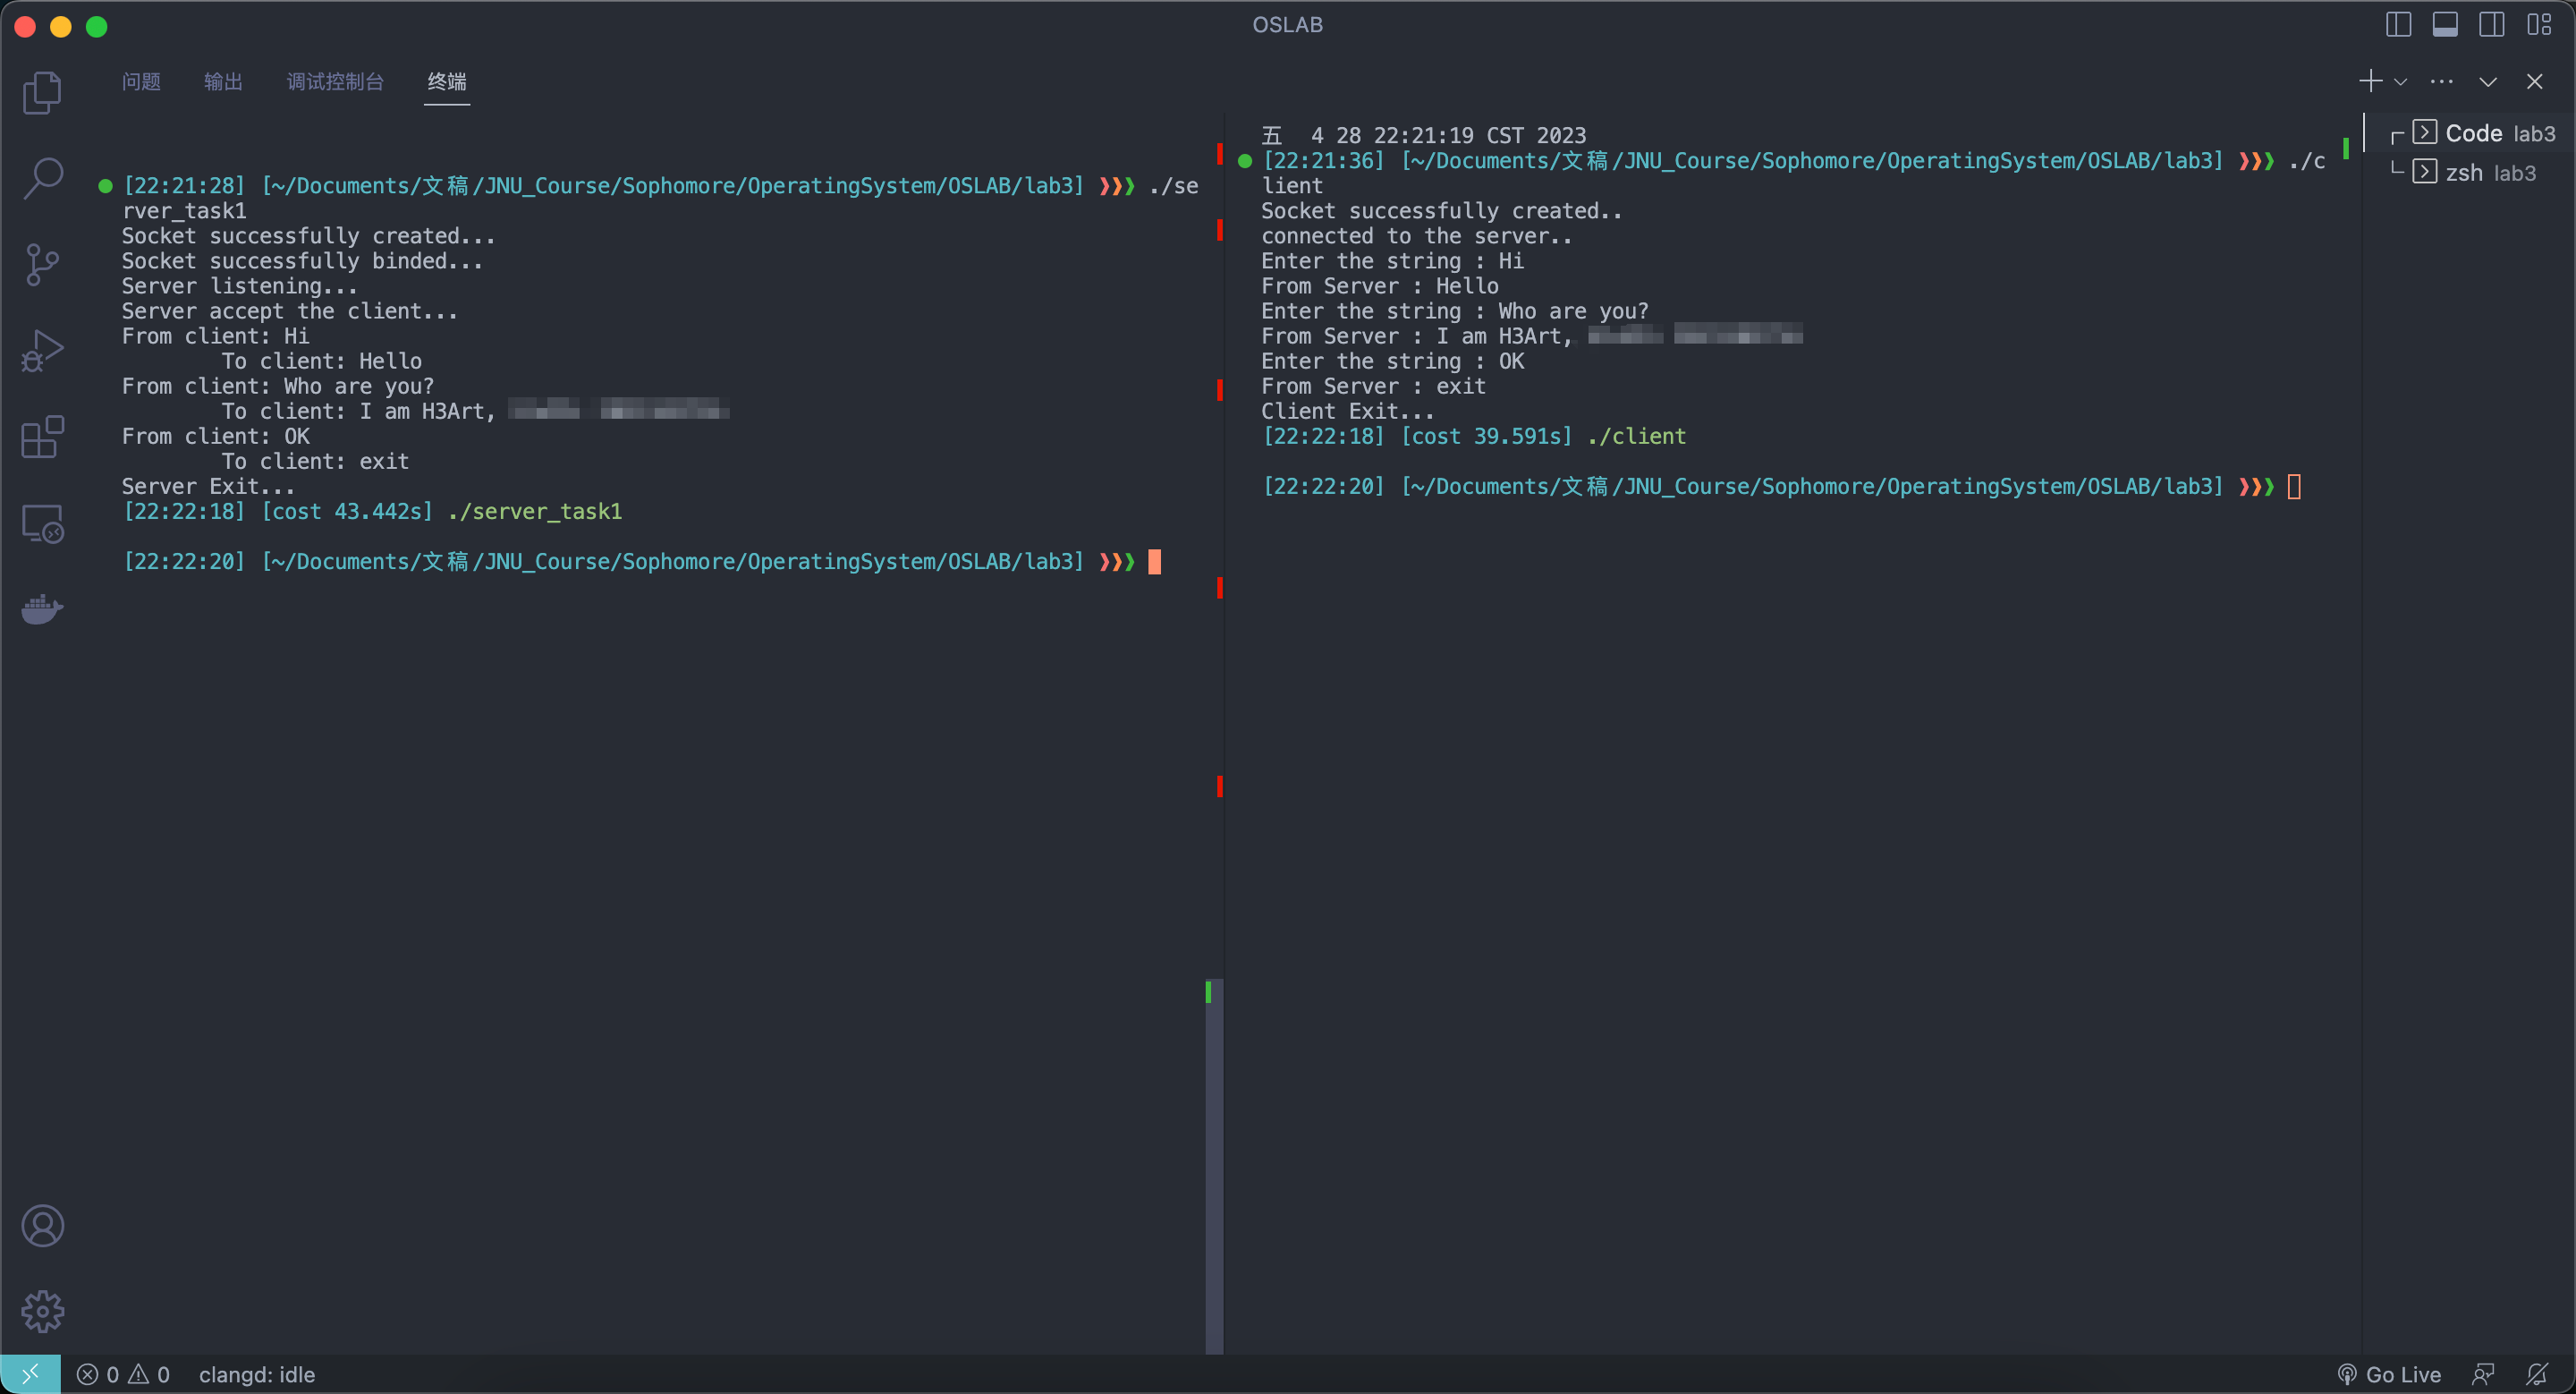 OSLAB
问题 输出 调试控制台 终端
[22:21:28] [~/Documents/文稿/JNU_Course/Sophomore/OperatingSystem/OSLAB/lab3] ❯❯❯ ./se
rver_task1
Socket successfully created...
Socket successfully binded...
Server listening...
Server accept the client...
From client: Hi
To client: Hello
From client: Who are you?
To client: I am H3Art,
From client: OK
To client: exit
Server Exit...
[22:22:18] [cost 43.442s] ./server_task1
[22:22:20] [~/Documents/文稿/JNU_Course/Sophomore/OperatingSystem/OSLAB/lab3] ❯❯❯
五 4 28 22:21:19 CST 2023
[22:21:36] [~/Documents/文稿/JNU_Course/Sophomore/OperatingSystem/OSLAB/lab3] ❯❯❯ ./c
lient
Socket successfully created..
connected to the server..
Enter the string : Hi
From Server : Hello
Enter the string : Who are you?
From Server : I am H3Art,
Enter the string : OK
From Server : exit
Client Exit...
[22:22:18] [cost 39.591s] ./client
[22:22:20] [~/Documents/文稿/JNU_Course/Sophomore/OperatingSystem/OSLAB/lab3] ❯❯❯
Code lab3
zsh lab3
0 0 clangd: idle
Go Live